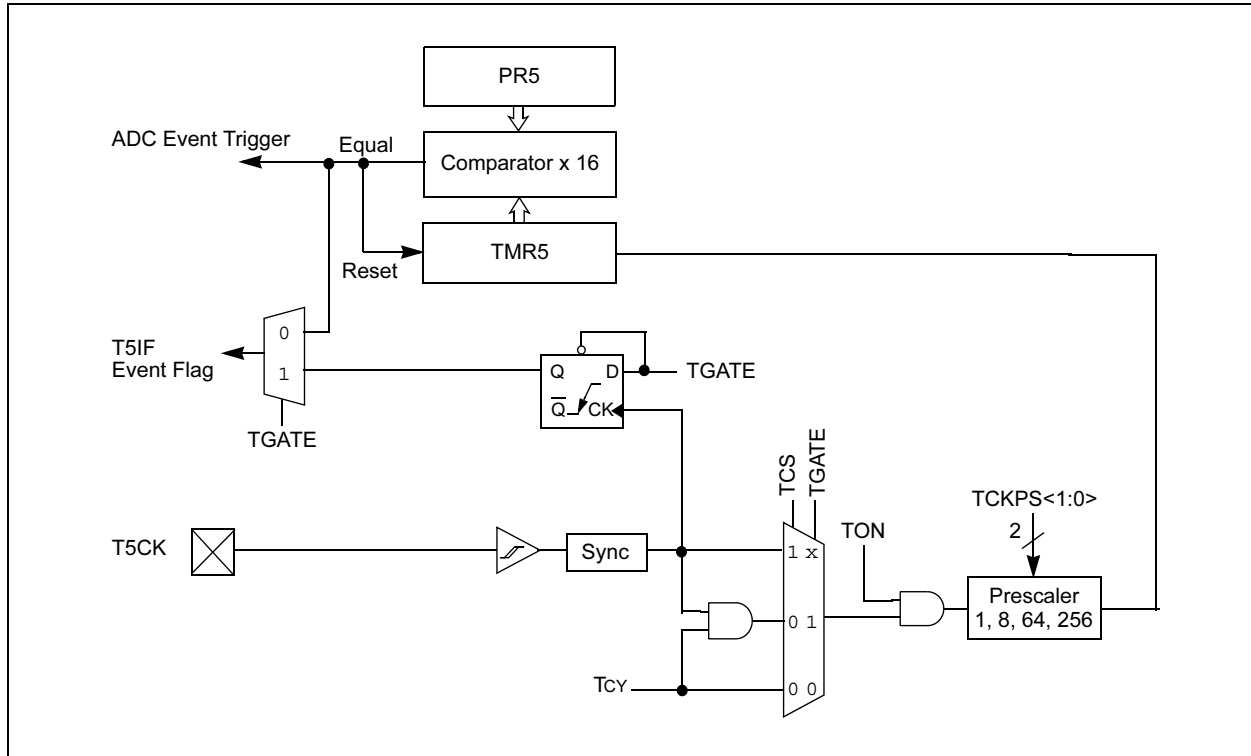 PR5
ADC Event Trigger
Equal
Comparator x 16
TMR5
Reset
0
T5IF
Event Flag
1
Q
D
TGATE
Q
CK
TGATE
TCS
TGATE
TCKPS<1:0>
2
T5CK
Sync
1 x
TON
Prescaler
1, 8, 64, 256
0 1
TCY
0 0